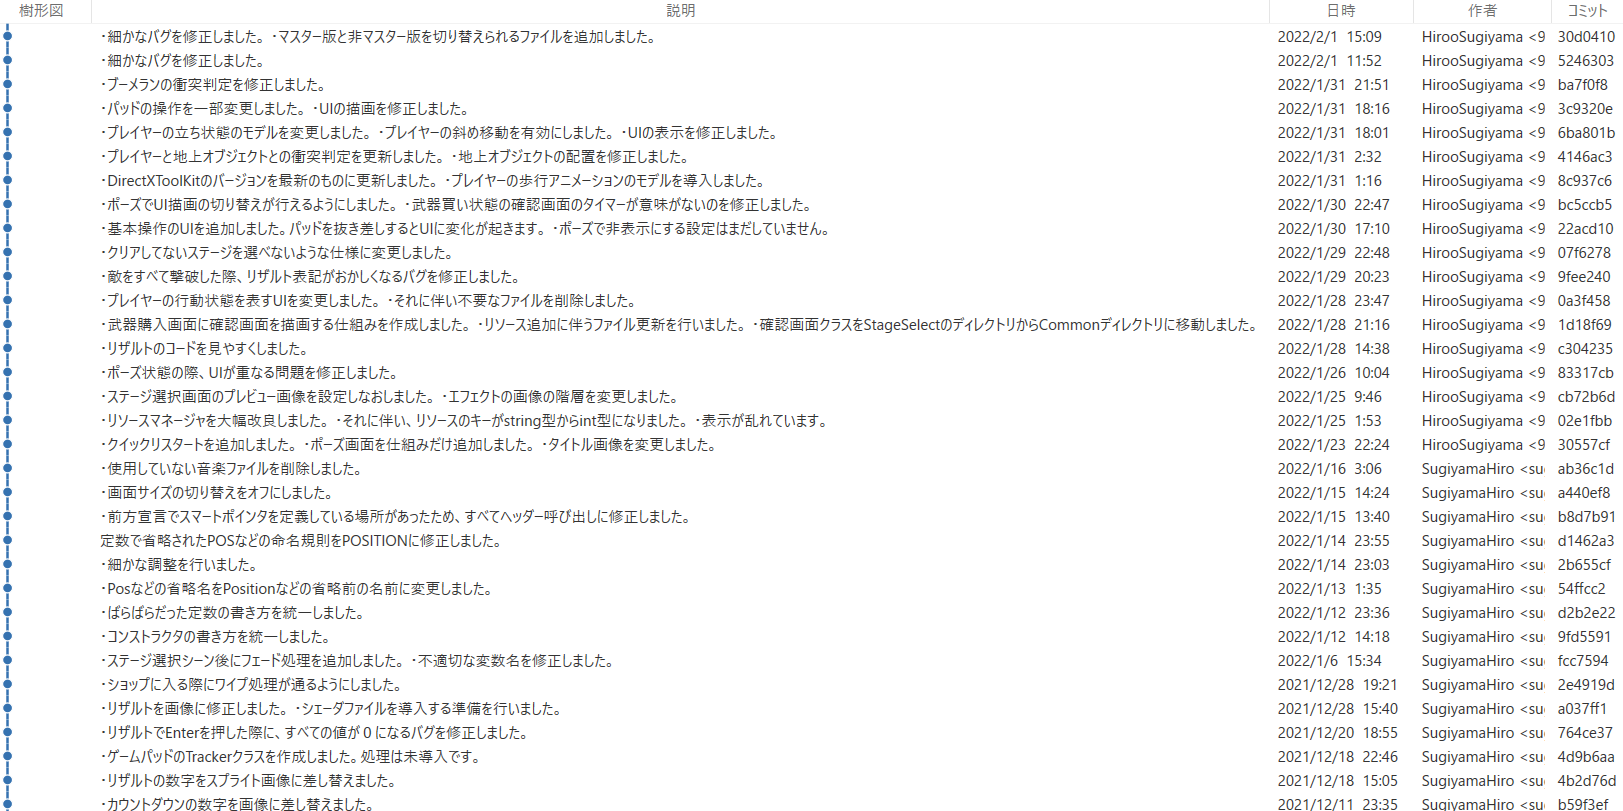 樹形図 説明 日時 作者 コミット
・細かなバグを修正しました。 ・マスター版と非マスター版を切り替えられるファイルを追加しました。 2022/2/1 15:09 HirooSugiyama <9 30d0410
・細かなバグを修正しました。 2022/2/1 11:52 HirooSugiyama <9 5246303
・ブーメランの衝突判定を修正しました。 2022/1/31 21:51 HirooSugiyama <9 ba7f0f8
・パッドの操作を一部変更しました。 ・UIの描画を修正しました。 2022/1/31 18:16 HirooSugiyama <9 3c9320e
・プレイヤーの立ち状態のモデルを変更しました。 ・プレイヤーの斜め移動を有効にしました。 ・UIの表示を修正しました。 2022/1/31 18:01 HirooSugiyama <9 6ba801b
・プレイヤーと地上オブジェクトとの衝突判定を更新しました。 ・地上オブジェクトの配置を修正しました。 2022/1/31 2:32 HirooSugiyama <9 4146ac3
・DirectXToolKitのバージョンを最新のものに更新しました。 ・プレイヤーの歩行アニメーションのモデルを導入しました。 2022/1/31 1:16 HirooSugiyama <9 8c937c6
・ポーズでUI描画の切り替えが行えるようにしました。 ・武器買い状態の確認画面のタイマーが意味がないのを修正しました。 2022/1/30 22:47 HirooSugiyama <9 bc5ccb5
・基本操作のUIを追加しました。パッドを抜き差しするとUIに変化が起きます。 ・ポーズで非表示にする設定はまだしていません。 2022/1/30 17:10 HirooSugiyama <9 22acd10
・クリアしてないステージを選べないような仕様に変更しました。 2022/1/29 22:48 HirooSugiyama <9 07f6278
・敵をすべて撃破した際、リザルト表記がおかしくなるバグを修正しました。 2022/1/29 20:23 HirooSugiyama <9 9fee240
・プレイヤーの行動状態を表すUIを変更しました。 ・それに伴い不要なファイルを削除しました。 2022/1/28 23:47 HirooSugiyama <9 0a3f458
・武器購入画面に確認画面を描画する仕組みを作成しました。 ・リソース追加に伴うファイル更新を行いました。 ・確認画面クラスをStageSelectのディレクトリからCommonディレクトリに移動しました。 2022/1/28 21:16 HirooSugiyama <9 1d18f69
・リザルトのコードを見やすくしました。 2022/1/28 14:38 HirooSugiyama <9 c304235
・ポーズ状態の際、UIが重なる問題を修正しました。 2022/1/26 10:04 HirooSugiyama <9 83317cb
・ステージ選択画面のプレビュー画像を設定しなおしました。 ・エフェクトの画像の階層を変更しました。 2022/1/25 9:46 HirooSugiyama <9 cb72b6d
・リソースマネージャを大幅改良しました。 ・それに伴い、リソースのキーがstring型からint型になりました。 ・表示が乱れています。 2022/1/25 1:53 HirooSugiyama <9 02e1fbb
・クイックリスタートを追加しました。 ・ポーズ画面を仕組みだけ追加しました。 ・タイトル画像を変更しました。 2022/1/23 22:24 HirooSugiyama <9 30557cf
・使用していない音楽ファイルを削除しました。 2022/1/16 3:06 SugiyamaHiro <su ab36c1d
・画面サイズの切り替えをオフにしました。 2022/1/15 14:24 SugiyamaHiro <su a440ef8
・前方宣言でスマートポインタを定義している場所があったため、すべてヘッダー呼び出しに修正しました。 2022/1/15 13:40 SugiyamaHiro <su b8d7b91
定数で省略されたPOSなどの命名規則をPOSITIONに修正しました。 2022/1/14 23:55 SugiyamaHiro <su d1462a3
・細かな調整を行いました。 2022/1/14 23:03 SugiyamaHiro <su 2b655cf
・Posなどの省略名をPositionなどの省略前の名前に変更しました。 2022/1/13 1:35 SugiyamaHiro <su 54ffcc2
・ばらばらだった定数の書き方を統一しました。 2022/1/12 23:36 SugiyamaHiro <su d2b2e22
・コンストラクタの書き方を統一しました。 2022/1/12 14:18 SugiyamaHiro <su 9fd5591
・ステージ選択シーン後にフェード処理を追加しました。 ・不適切な変数名を修正しました。 2022/1/6 15:34 SugiyamaHiro <su fcc7594
・ショップに入る際にワイプ処理が通るようにしました。 2021/12/28 19:21 SugiyamaHiro <su 2e4919d
・リザルトを画像に修正しました。 ・シェーダファイルを導入する準備を行いました。 2021/12/28 15:40 SugiyamaHiro <su a037ff1
・リザルトでEnterを押した際に、すべての値が０になるバグを修正しました。 2021/12/20 18:55 SugiyamaHiro <su 764ce37
・ゲームパッドのTrackerクラスを作成しました。処理は未導入です。 2021/12/18 22:46 SugiyamaHiro <su 4d9b6aa
・リザルトの数字をスプライト画像に差し替えました。 2021/12/18 15:05 SugiyamaHiro <su 4b2d76d
・カウントダウンの数字を画像に差し替えました。 2021/12/11 23:35 SugiyamaHiro <su b59f3ef